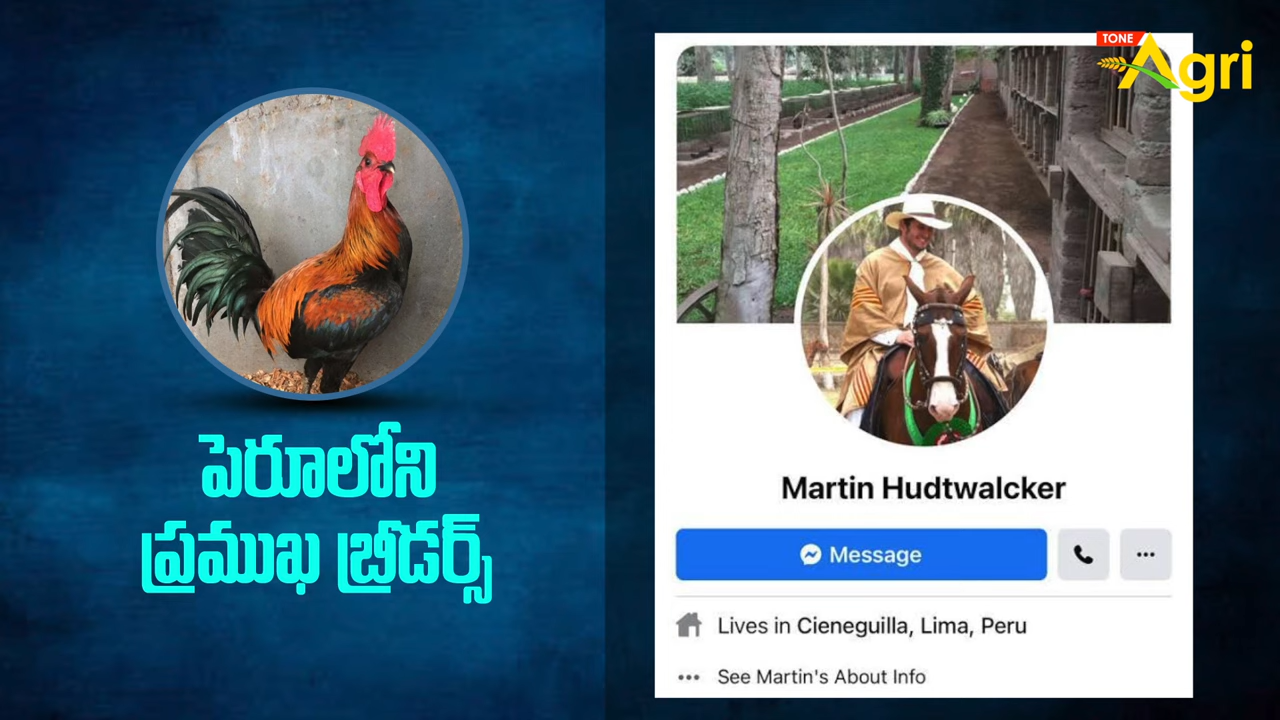 TONE
Agri
పెరూలోని
ప్రముఖ బ్రీడర్స్
Martin Hudtwalcker
Message
Lives in Cieneguilla, Lima, Peru
See Martin's About Info